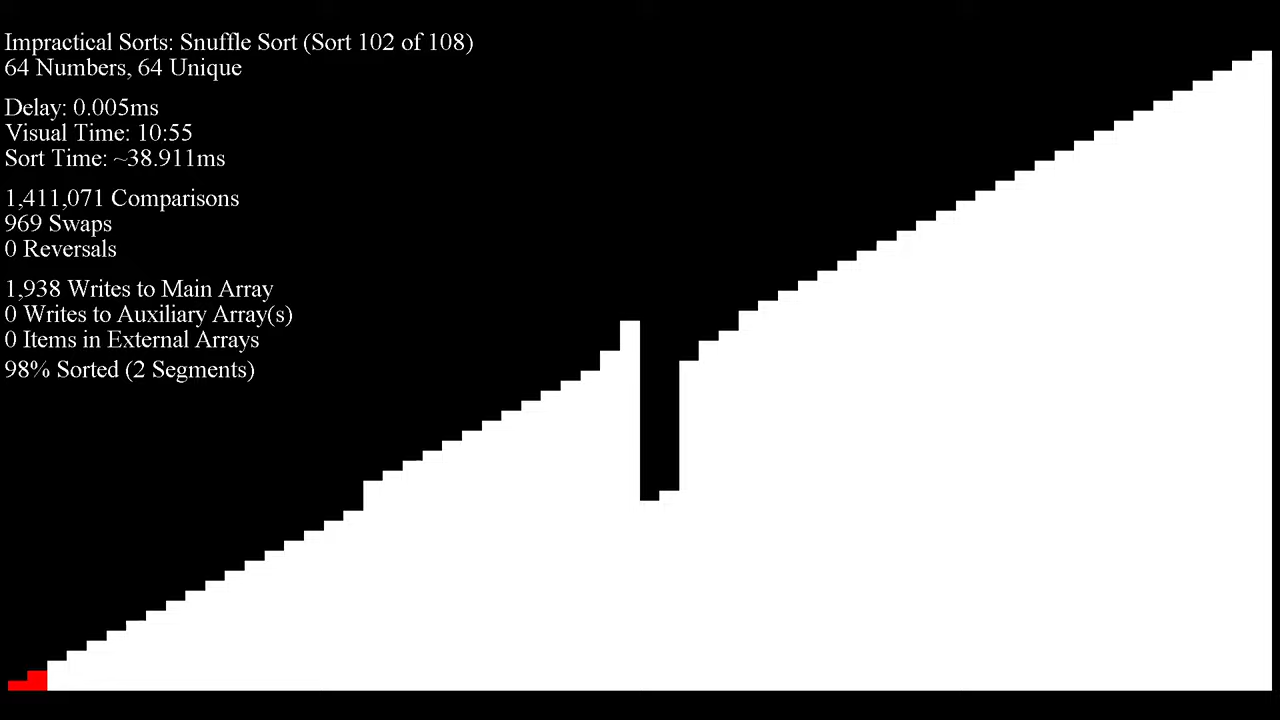 Impractical Sorts: Snuffle Sort (Sort 102 of 108)
64 Numbers, 64 Unique
Delay: 0.005ms
Visual Time: 10:55
Sort Time: ~38.911ms
1,411,071 Comparisons
969 Swaps
0 Reversals
1,938 Writes to Main Array
0 Writes to Auxiliary Array(s)
0 Items in External Arrays
98% Sorted (2 Segments)